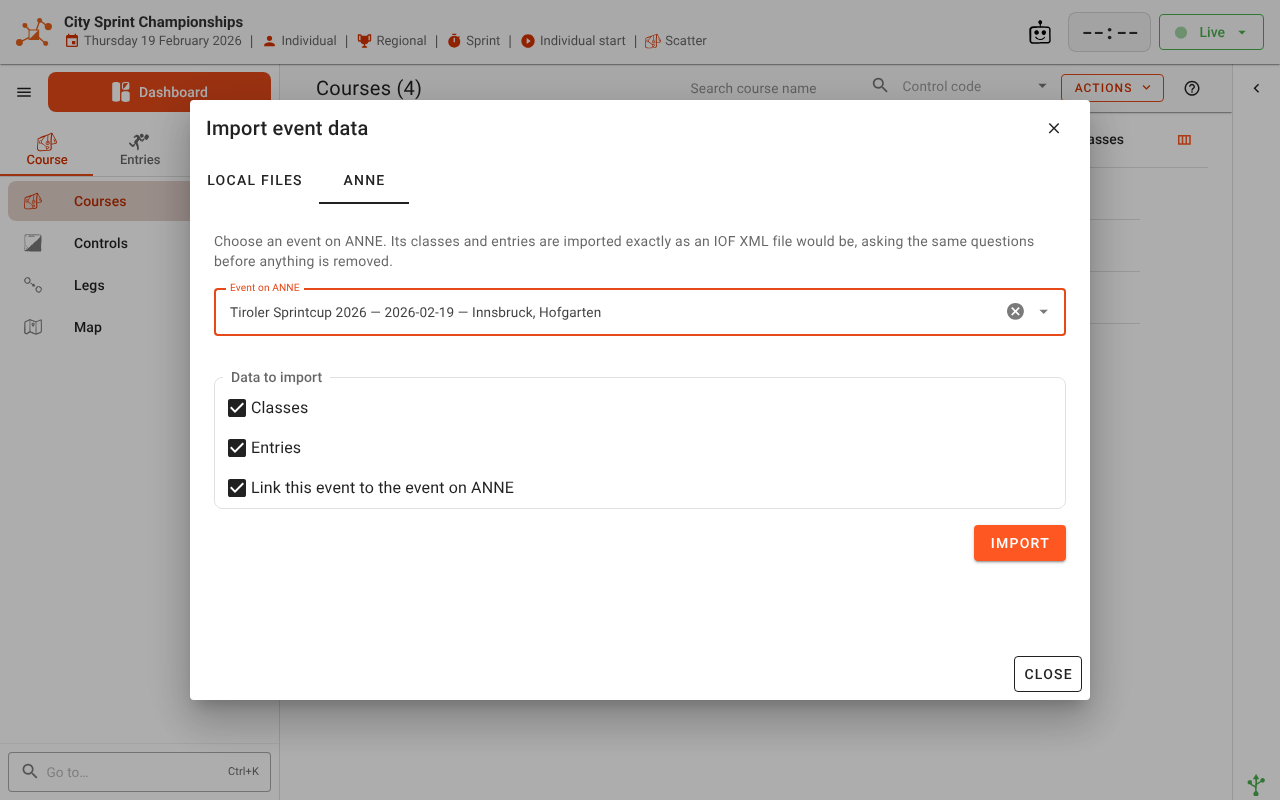 City Sprint Championships
Thursday 19 February 2026 | Individual | Regional | Sprint | Individual start | Scatter
--:--
Live
Dashboard
Courses (4)
Search course name
Control code
ACTIONS
Course
Entries
asses
Courses
Controls
Legs
Map
Import event data
LOCAL FILES
ANNE
Choose an event on ANNE. Its classes and entries are imported exactly as an IOF XML file would be, asking the same questions
before anything is removed.
Event on ANNE
Tiroler Sprintcup 2026 — 2026-02-19 — Innsbruck, Hofgarten
Data to import
Classes
Entries
Link this event to the event on ANNE
IMPORT
CLOSE
Go to...
Ctrl+K